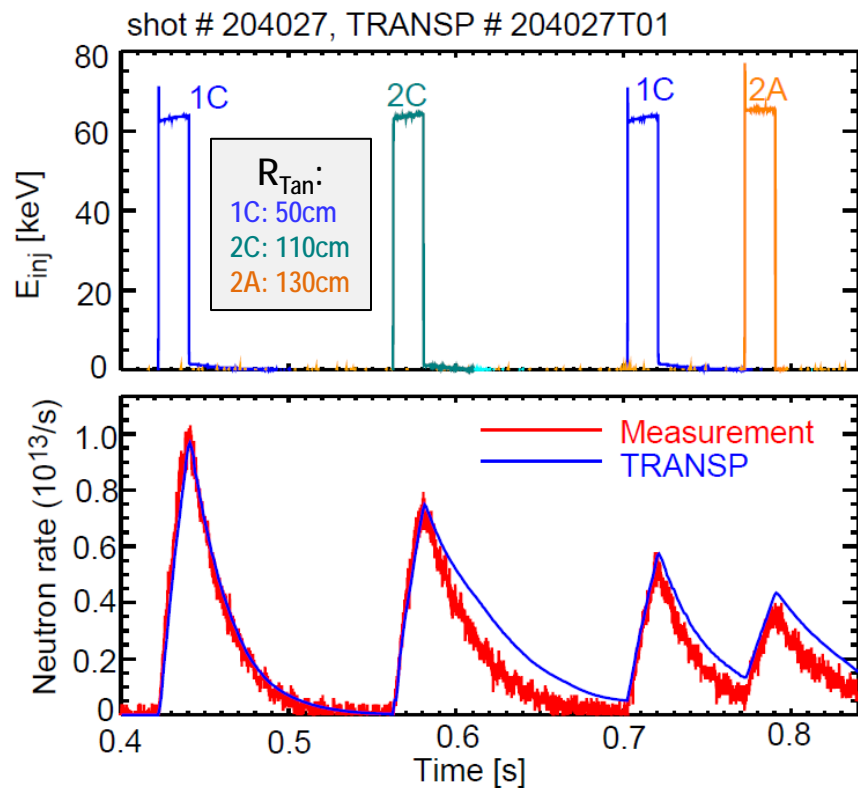 shot # 204027, TRANSP # 204027T01
80
60
40
20
0
E_inj [keV]
1C
2C
1C
2A
R_Tan:
1C: 50cm
2C: 110cm
2A: 130cm
1.0
0.8
0.6
0.4
0.2
0
Neutron rate (10^13/s)
Measurement
TRANSP
0.4
0.5
0.6
0.7
0.8
Time [s]